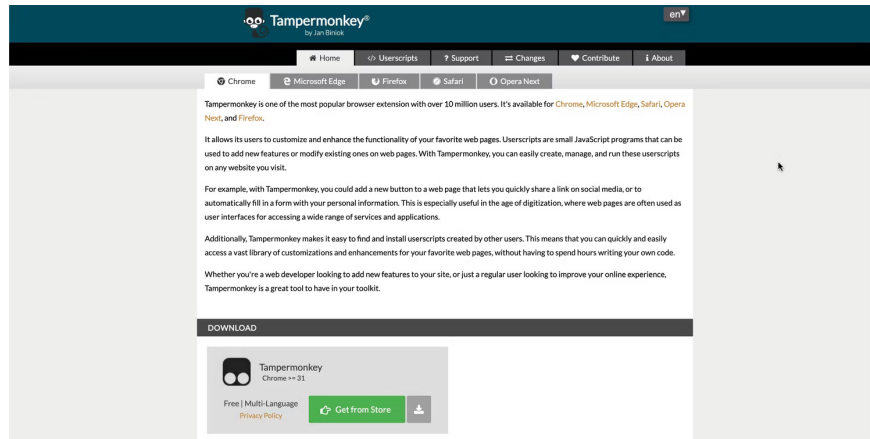 Tampermonkey®
by Jan Biniok
en▼
Home
</> Userscripts
? Support
Changes
Contribute
i About
Chrome
Microsoft Edge
Firefox
Safari
Opera Next
Tampermonkey is one of the most popular browser extension with over 10 million users. It's available for Chrome, Microsoft Edge, Safari, Opera
Next, and Firefox.
It allows its users to customize and enhance the functionality of your favorite web pages. Userscripts are small JavaScript programs that can be
used to add new features or modify existing ones on web pages. With Tampermonkey, you can easily create, manage, and run these userscripts
on any website you visit.
For example, with Tampermonkey, you could add a new button to a web page that lets you quickly share a link on social media, or to
automatically fill in a form with your personal information. This is especially useful in the age of digitization, where web pages are often used as
user interfaces for accessing a wide range of services and applications.
Additionally, Tampermonkey makes it easy to find and install userscripts created by other users. This means that you can quickly and easily
access a vast library of customizations and enhancements for your favorite web pages, without having to spend hours writing your own code.
Whether you're a web developer looking to add new features to your site, or just a regular user looking to improve your online experience,
Tampermonkey is a great tool to have in your toolkit.
DOWNLOAD
Tampermonkey
Chrome >= 31
Free | Multi-Language
Privacy Policy
Get from Store